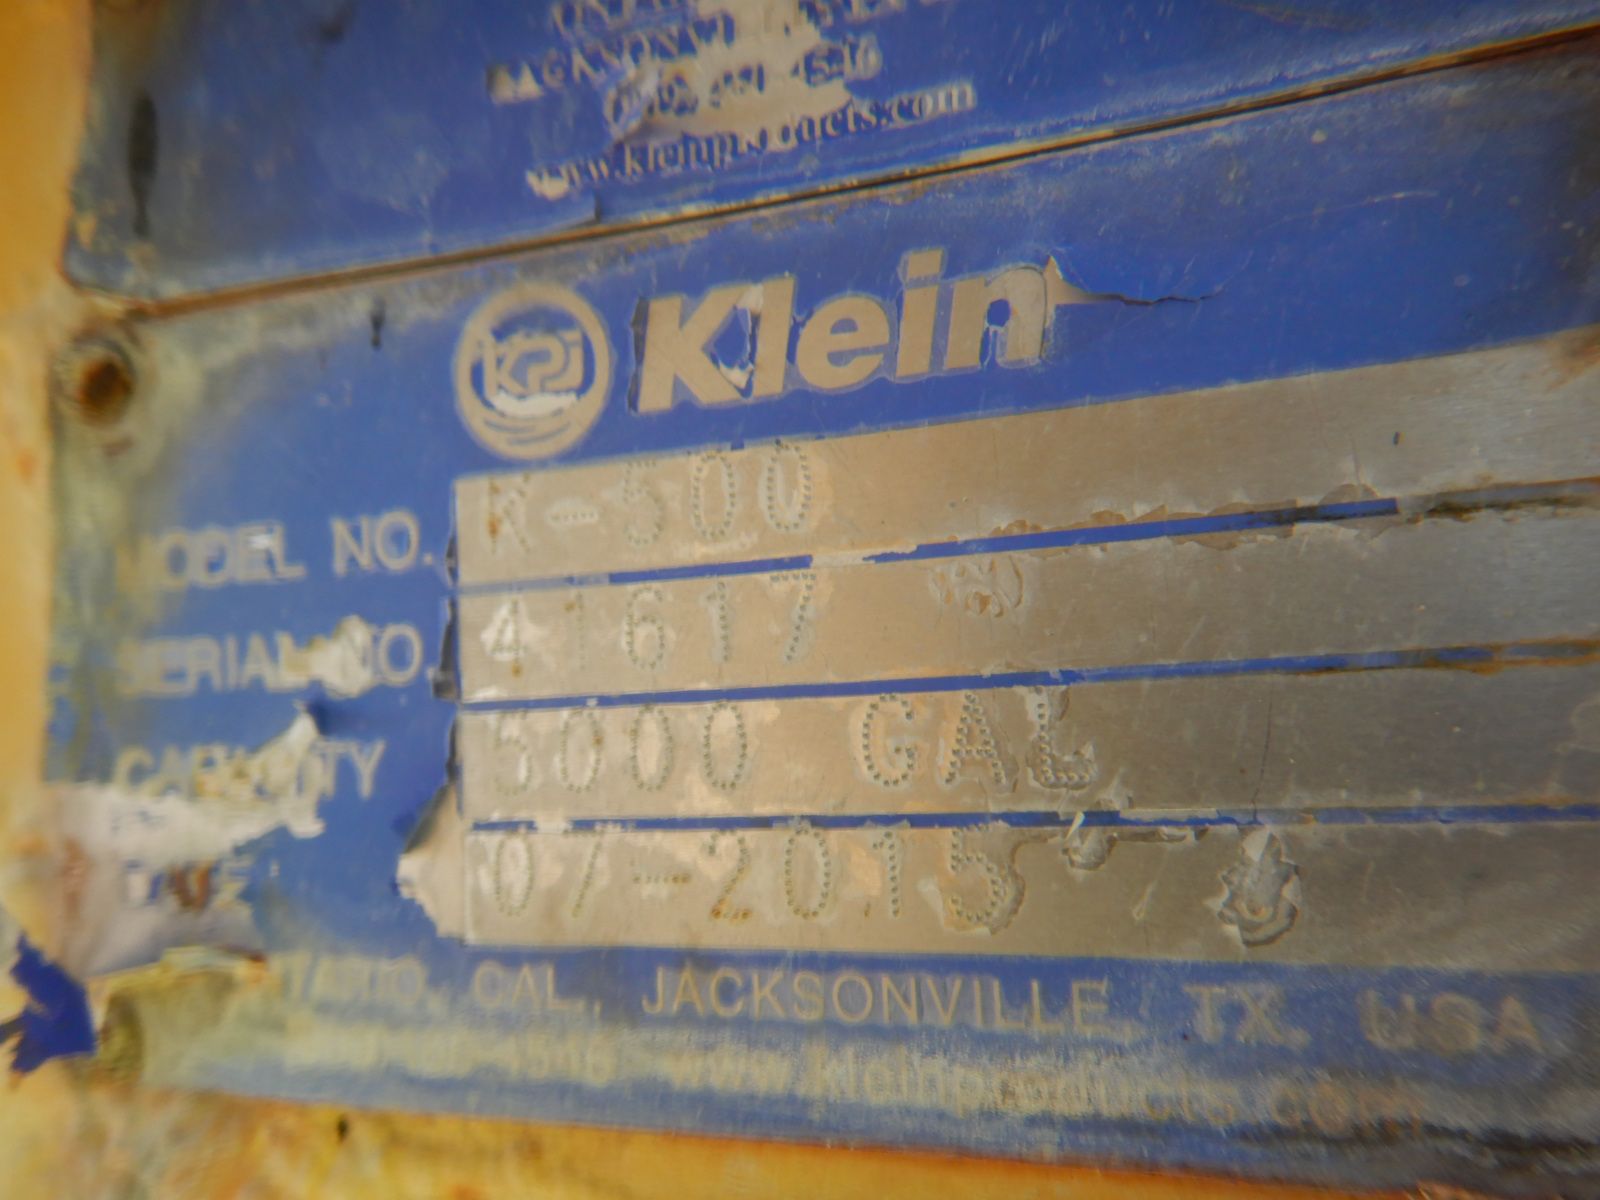 www.kleinproducts.com
KPI Klein
MODEL NO. K-500
SERIAL NO. 41617
CAPACITY 5000 GAL
DATE 07-2015
CAL., JACKSONVILLE, TX, USA
www.kleinproducts.com